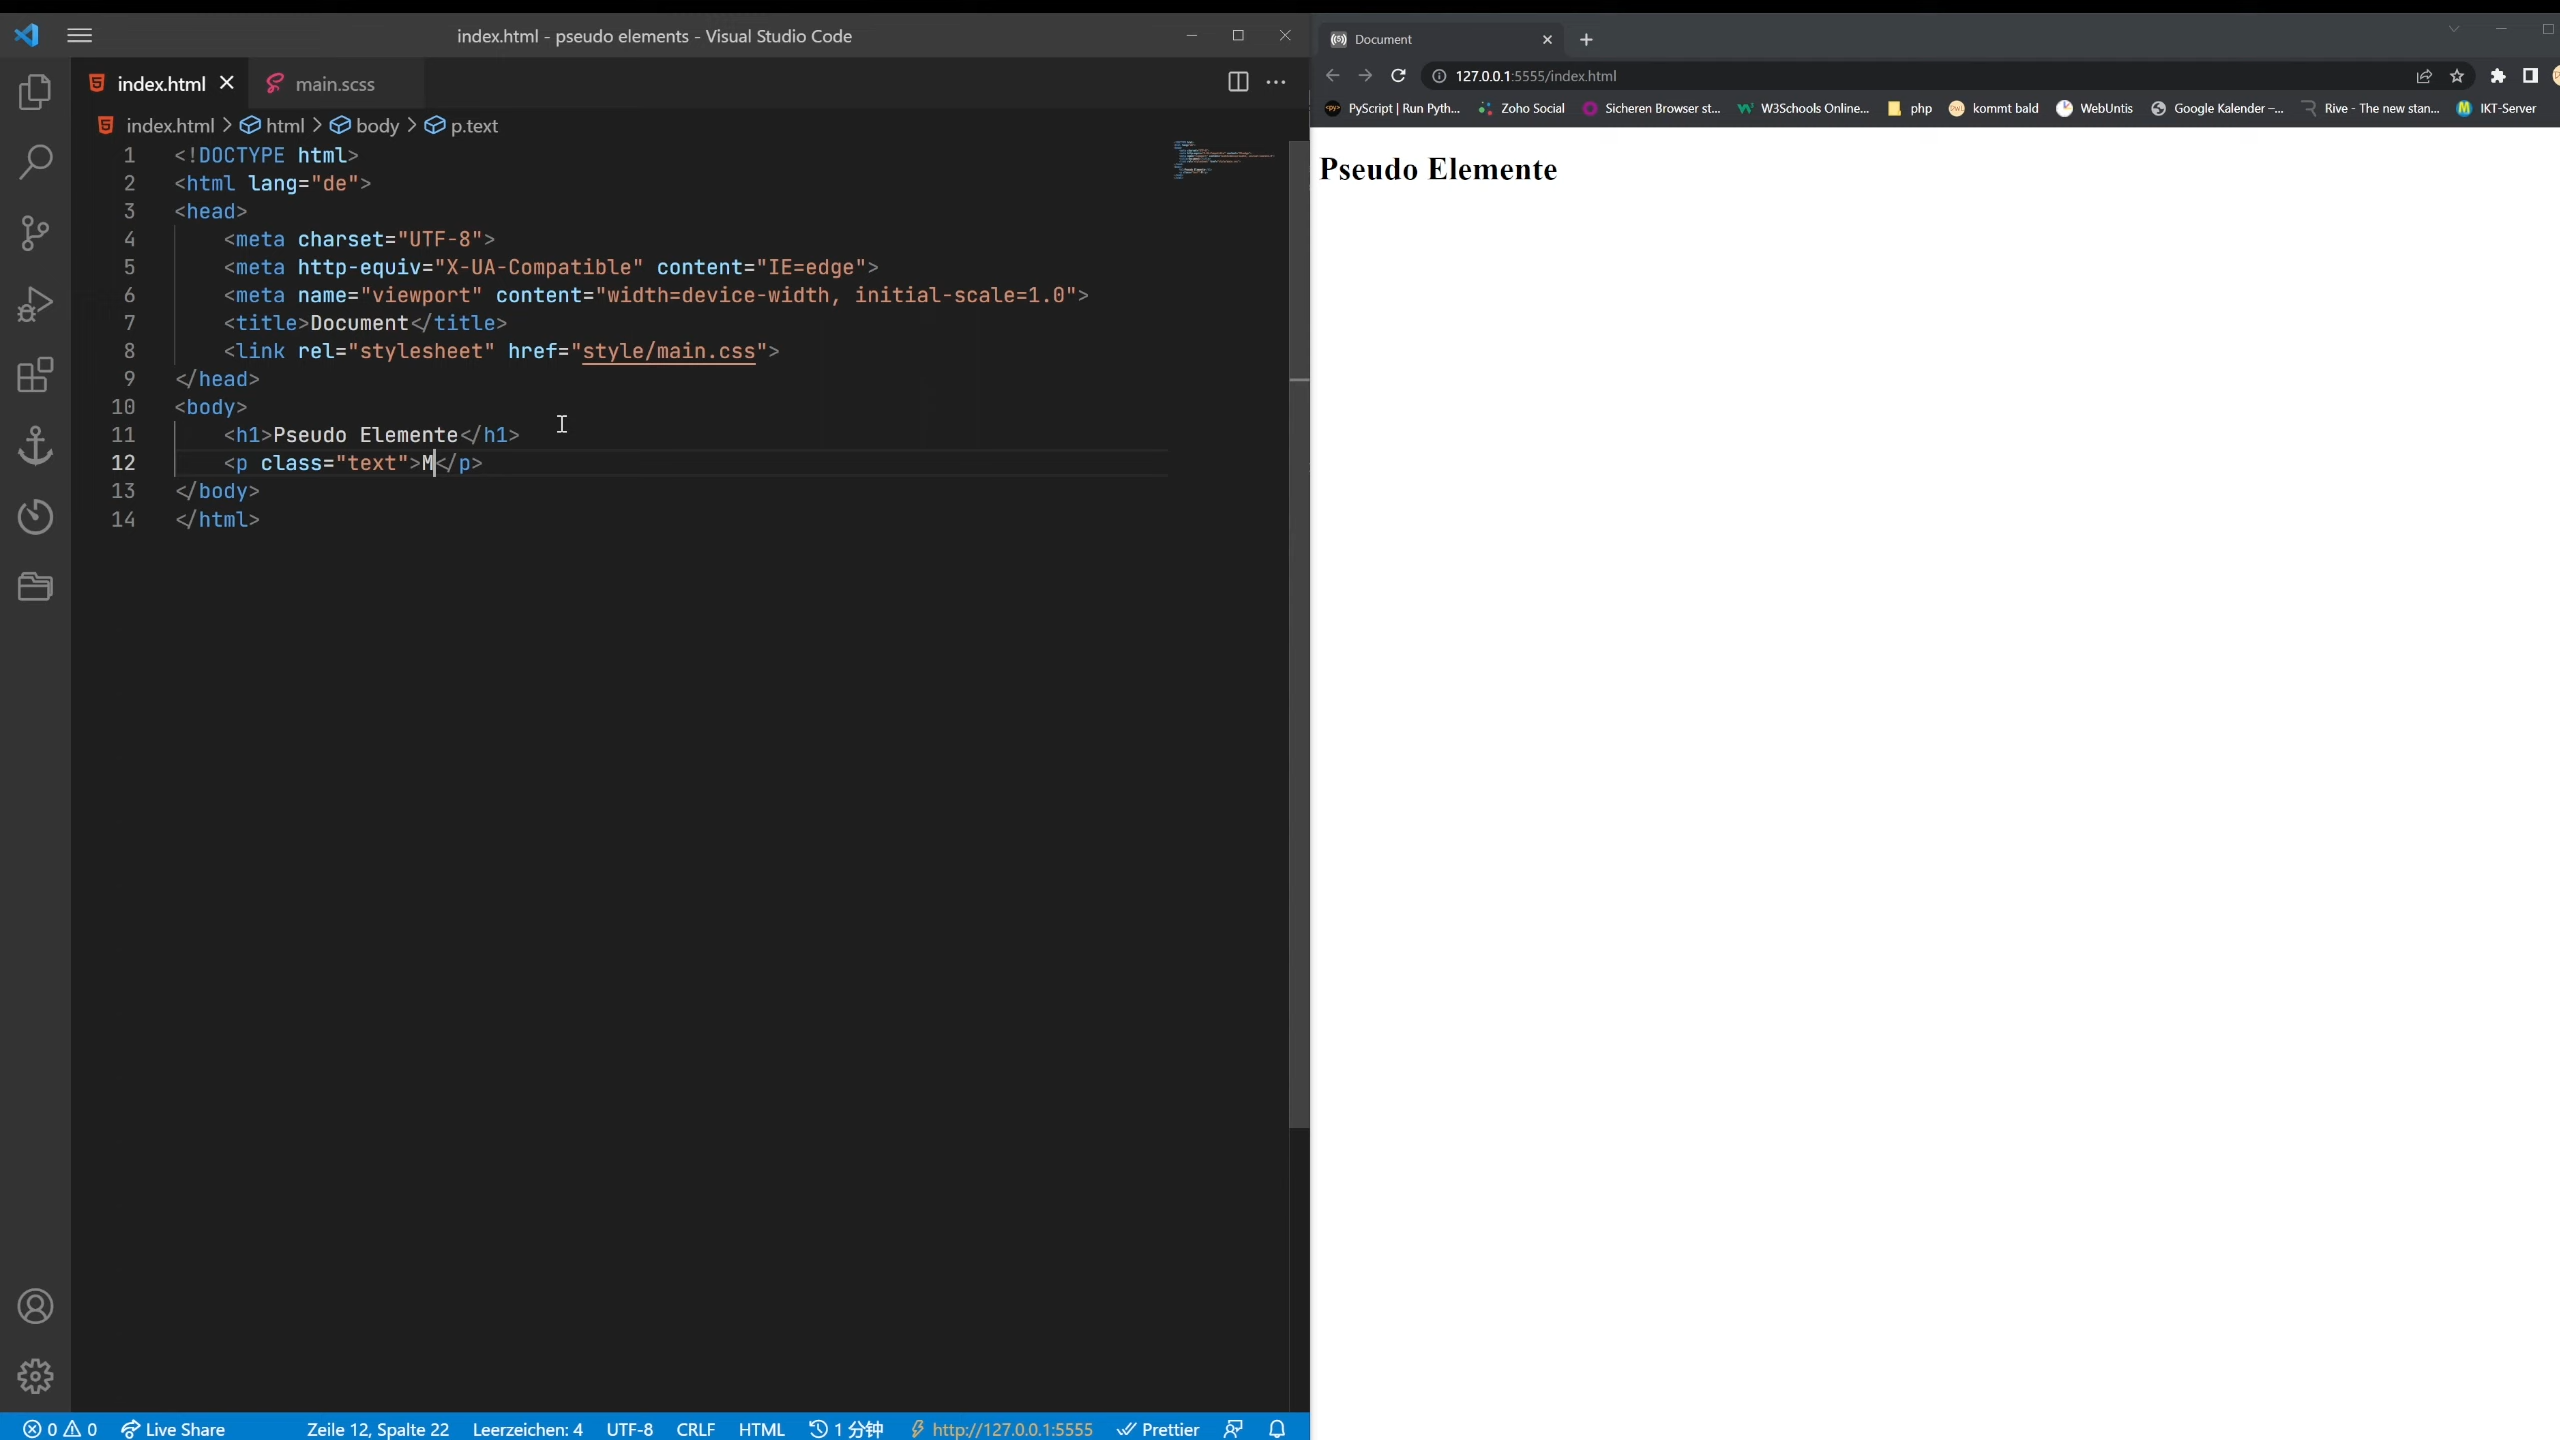 index.html - pseudo elements - Visual Studio Code
index.html
main.scss
index.html > html > body > p.text
1 <!DOCTYPE html>
2 <html lang="de">
3 <head>
4 <meta charset="UTF-8">
5 <meta http-equiv="X-UA-Compatible" content="IE=edge">
6 <meta name="viewport" content="width=device-width, initial-scale=1.0">
7 <title>Document</title>
8 <link rel="stylesheet" href="style/main.css">
9 </head>
10 <body>
11 <h1>Pseudo Elemente</h1>
12 <p class="text">M</p>
13 </body>
14 </html>
0 0 Live Share Zeile 12, Spalte 22 Leerzeichen: 4 UTF-8 CRLF HTML 1 分钟 http://127.0.0.1:5555 Prettier
Document
127.0.0.1:5555/index.html
PyScript | Run Pyth... Zoho Social Sicheren Browser st... W3Schools Online... php kommt bald WebUntis Google Kalender –... Rive - The new stan... IKT-Server
Pseudo Elemente